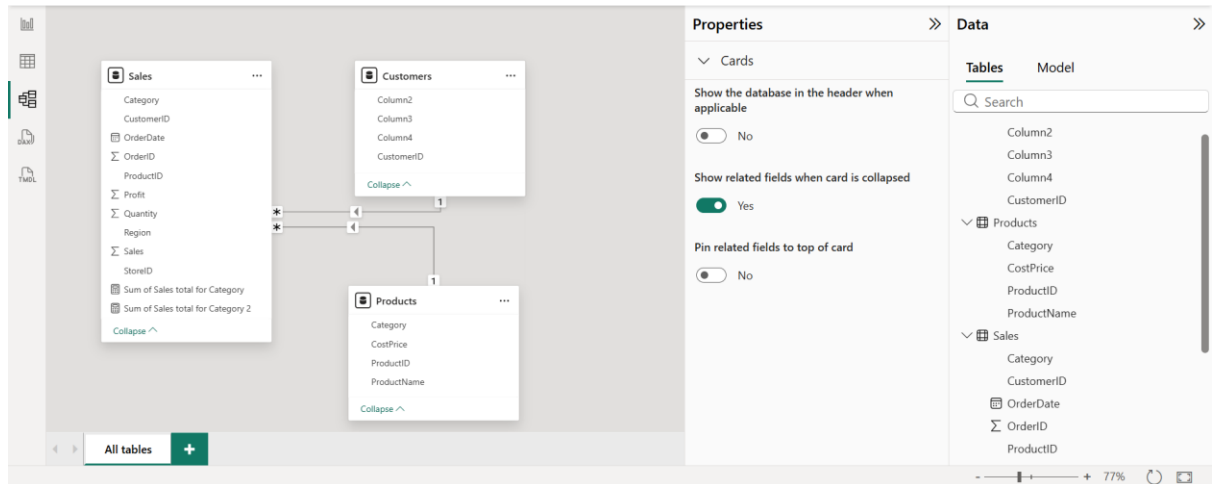 Sales
...
Category
CustomerID
OrderDate
∑ OrderID
ProductID
∑ Profit
∑ Quantity
Region
∑ Sales
StoreID
Sum of Sales total for Category
Sum of Sales total for Category 2
Collapse
Customers
...
Column2
Column3
Column4
CustomerID
Collapse
1
*
*
1
Products
...
Category
CostPrice
ProductID
ProductName
Collapse
All tables
+
DAX
TMDL
Properties
Cards
Show the database in the header when
applicable
No
Show related fields when card is collapsed
Yes
Pin related fields to top of card
No
Data
Tables
Model
Search
Column2
Column3
Column4
CustomerID
Products
Category
CostPrice
ProductID
ProductName
Sales
Category
CustomerID
OrderDate
∑ OrderID
ProductID
- + 77%